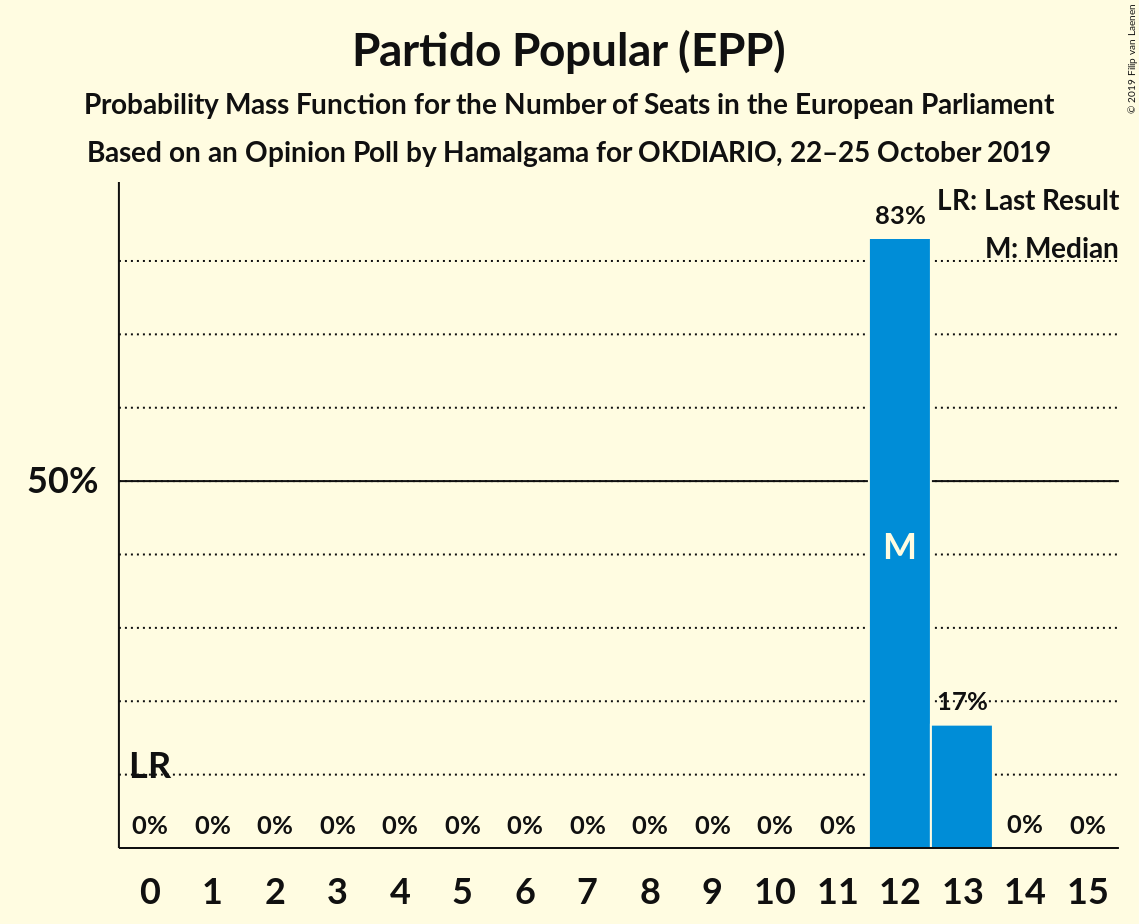 Partido Popular (EPP)
Probability Mass Function for the Number of Seats in the European Parliament
Based on an Opinion Poll by Hamalgama for OKDIARIO, 22–25 October 2019
© 2019 Filip van Laenen
LR: Last Result
M: Median
83%
50%
M
17%
LR
0% 0% 0% 0% 0% 0% 0% 0% 0% 0% 0% 0% 0% 0%
0 1 2 3 4 5 6 7 8 9 10 11 12 13 14 15